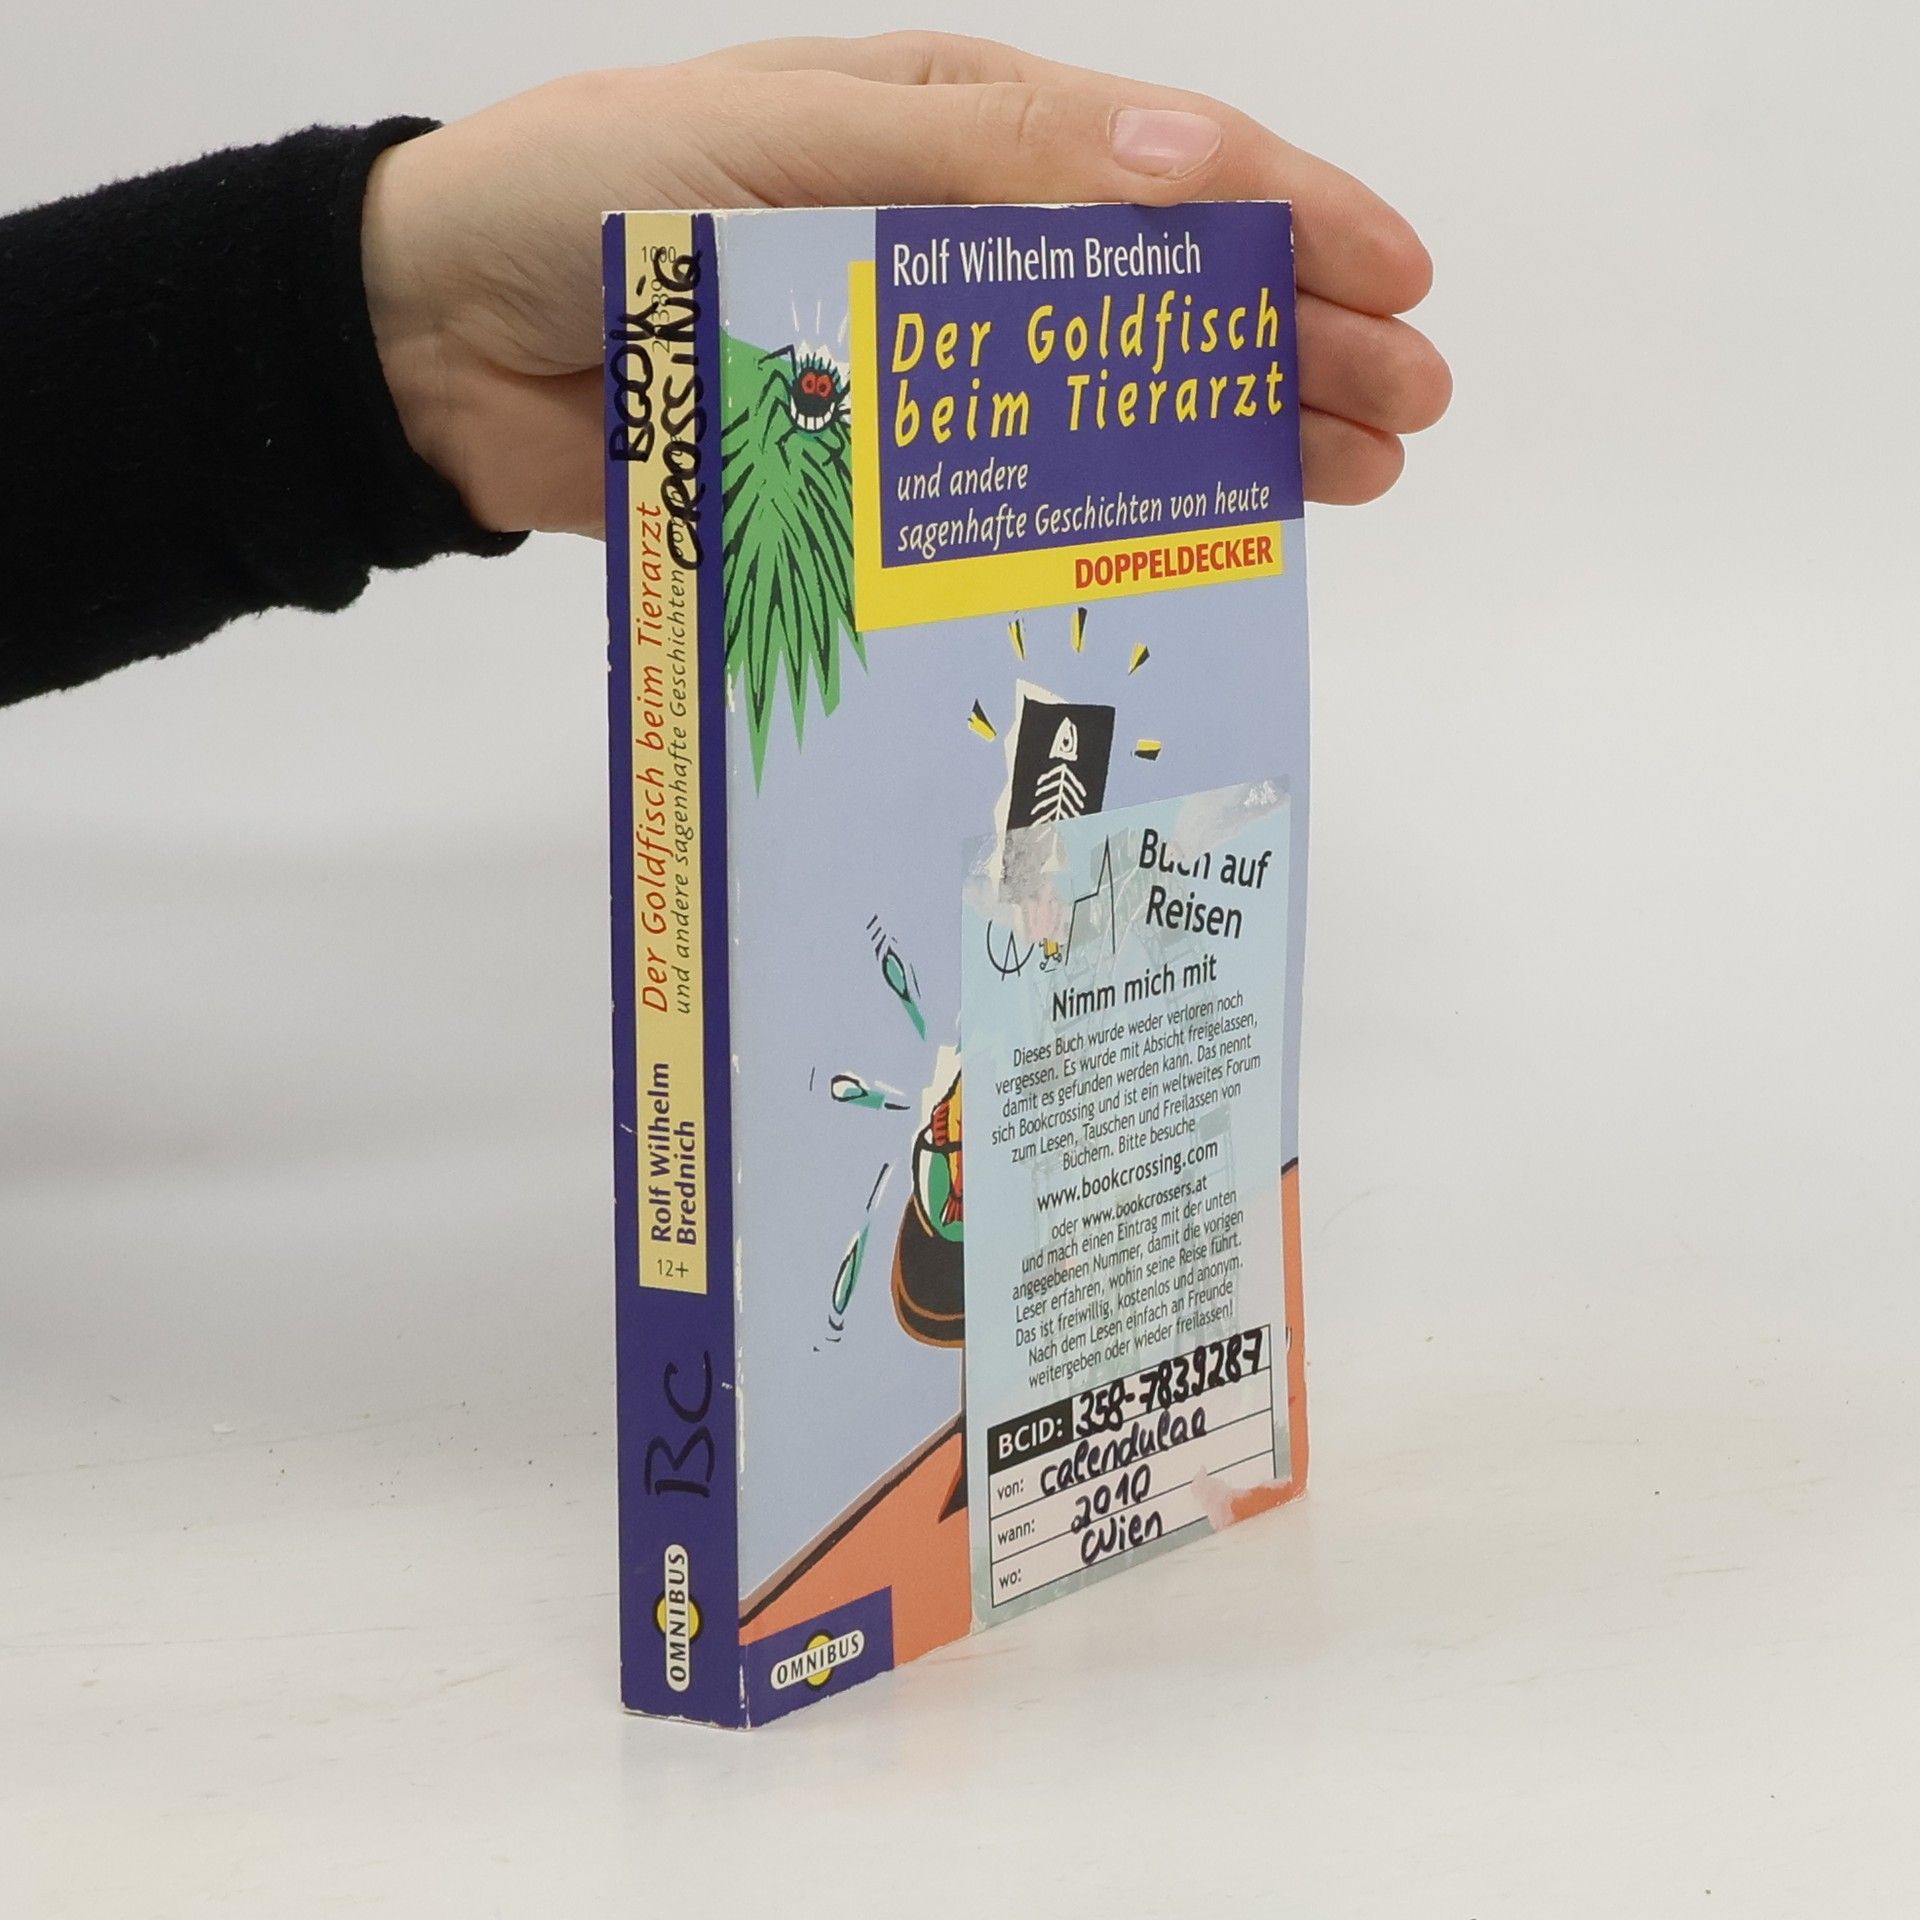 Rolf Wilhelm Brednich
Der Goldfisch
beim Tierarzt
und andere
sagenhafte Geschichten von heute
DOPPELDECKER
Buch auf
Reisen
Nimm mich mit
Dieses Buch wurde weder verloren noch
vergessen. Es wurde mit Absicht freigelassen,
damit es gefunden werden kann. Das nennt
sich Bookcrossing und ist ein weltweites Forum
zum Lesen, Tauschen und Freilassen von
Büchern. Bitte besuche
www.bookcrossing.com
oder www.bookcrossers.at
und mach einen Eintrag mit der unten
angegebenen Nummer, damit die vorigen
Leser erfahren, wohin seine Reise führt.
Das ist freiwillig, kostenlos und anonym.
Nach dem Lesen einfach an Freunde
weitergeben oder wieder freilassen!
BCID: 358-7839287
von: calendulae
wann: 2010
wo: Wien
OMNIBUS
BOOK-
CROSSING
Der Goldfisch beim Tierarzt
und andere sagenhafte Geschichten
Rolf Wilhelm
Brednich
12+
BC
OMNIBUS